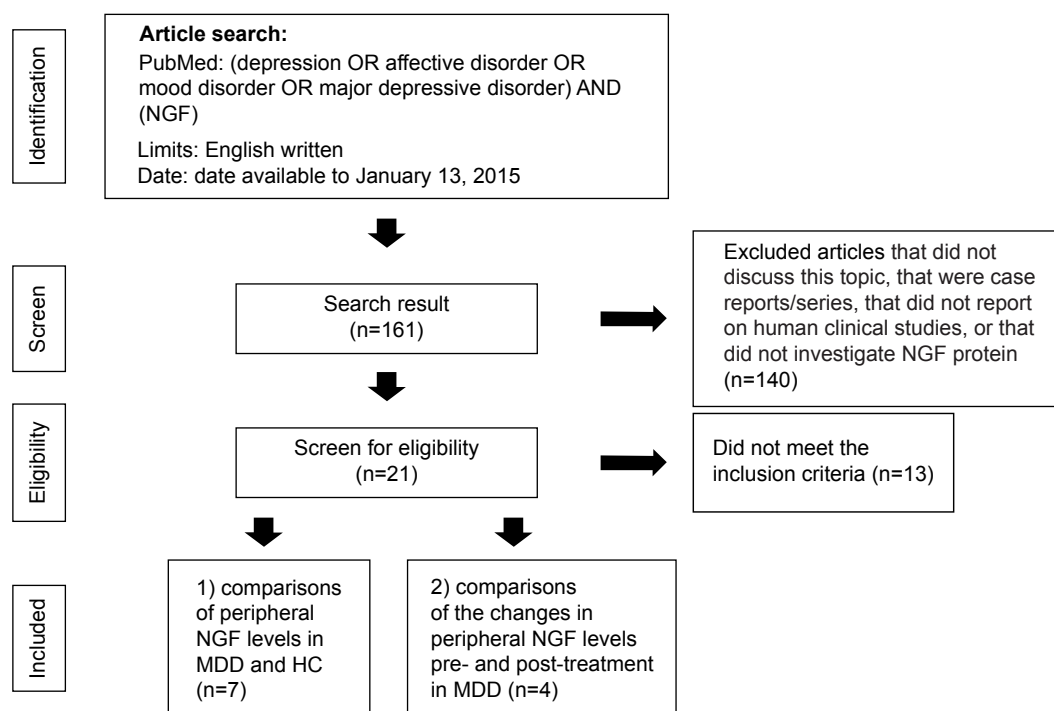 Identification
Article search:
PubMed: (depression OR affective disorder OR
mood disorder OR major depressive disorder) AND
(NGF)
Limits: English written
Date: date available to January 13, 2015
Screen
Search result
(n=161)
Excluded articles that did not
discuss this topic, that were case
reports/series, that did not report
on human clinical studies, or that
did not investigate NGF protein
(n=140)
Eligibility
Screen for eligibility
(n=21)
Did not meet the
inclusion criteria (n=13)
Included
1) comparisons
of peripheral
NGF levels in
MDD and HC
(n=7)
2) comparisons
of the changes in
peripheral NGF levels
pre- and post-treatment
in MDD (n=4)